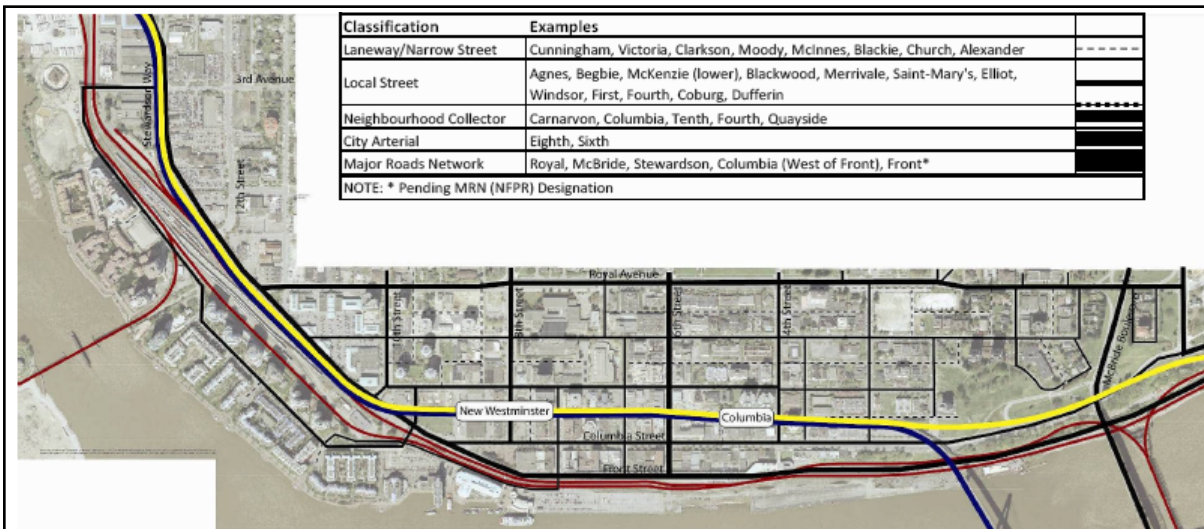 Classification Examples
Laneway/Narrow Street Cunningham, Victoria, Clarkson, Moody, McInnes, Blackie, Church, Alexander
Local Street Agnes, Begbie, McKenzie (lower), Blackwood, Merrivale, Saint-Mary's, Elliot,
Windsor, First, Fourth, Coburg, Dufferin
Neighbourhood Collector Carnarvon, Columbia, Tenth, Fourth, Quayside
City Arterial Eighth, Sixth
Major Roads Network Royal, McBride, Stewardson, Columbia (West of Front), Front*
NOTE: * Pending MRN (NFPR) Designation
3rd Avenue
Stewardson Way
12th Street
Royal Avenue
10th Street
8th Street
6th Street
4th Street
McBride Boulevard
New Westminster
Columbia
Columbia Street
Front Street